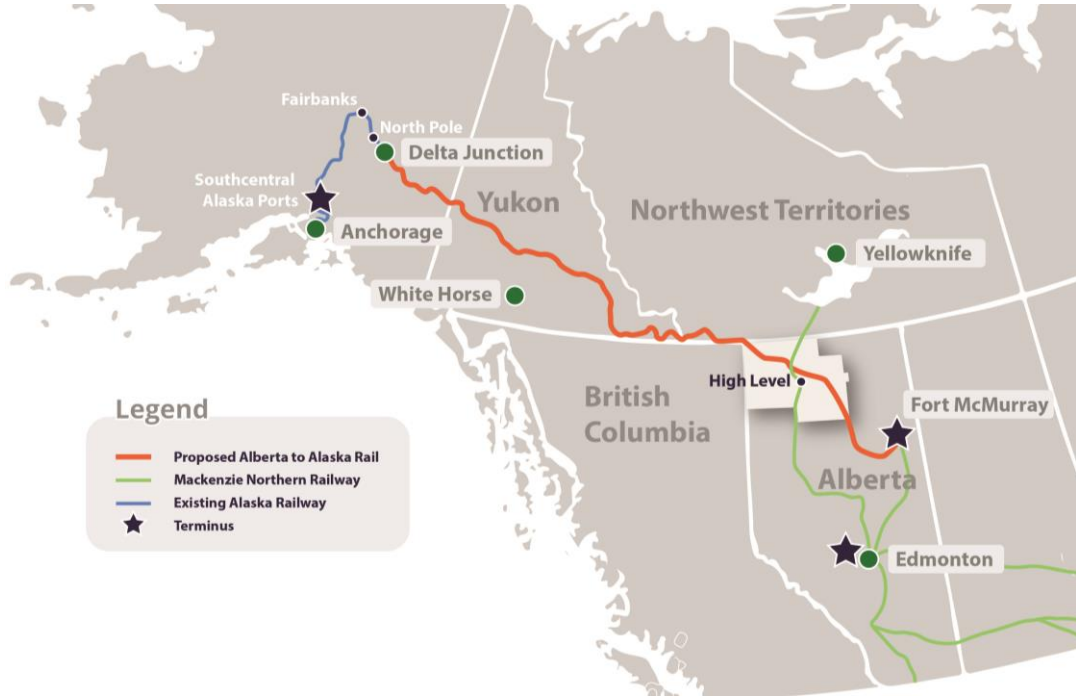 Fairbanks
North Pole
Delta Junction
Southcentral
Alaska Ports
Anchorage
Yukon
Northwest Territories
Yellowknife
White Horse
High Level
British
Columbia
Fort McMurray
Alberta
Edmonton
Legend
Proposed Alberta to Alaska Rail
Mackenzie Northern Railway
Existing Alaska Railway
Terminus